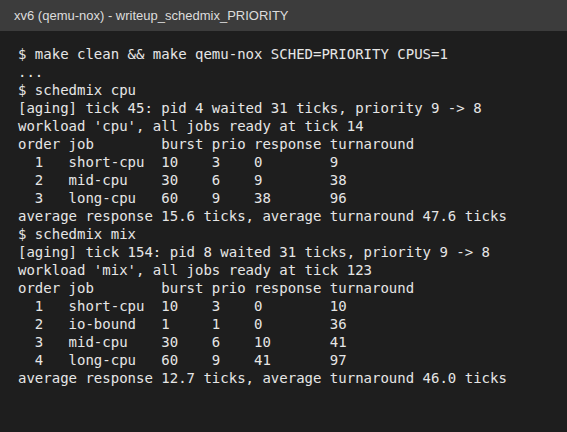 xv6 (qemu-nox) - writeup_schedmix_PRIORITY
$ make clean && make qemu-nox SCHED=PRIORITY CPUS=1
...
$ schedmix cpu
[aging] tick 45: pid 4 waited 31 ticks, priority 9 -> 8
workload 'cpu', all jobs ready at tick 14
order job burst prio response turnaround
1 short-cpu 10 3 0 9
2 mid-cpu 30 6 9 38
3 long-cpu 60 9 38 96
average response 15.6 ticks, average turnaround 47.6 ticks
$ schedmix mix
[aging] tick 154: pid 8 waited 31 ticks, priority 9 -> 8
workload 'mix', all jobs ready at tick 123
order job burst prio response turnaround
1 short-cpu 10 3 0 10
2 io-bound 1 1 0 36
3 mid-cpu 30 6 10 41
4 long-cpu 60 9 41 97
average response 12.7 ticks, average turnaround 46.0 ticks